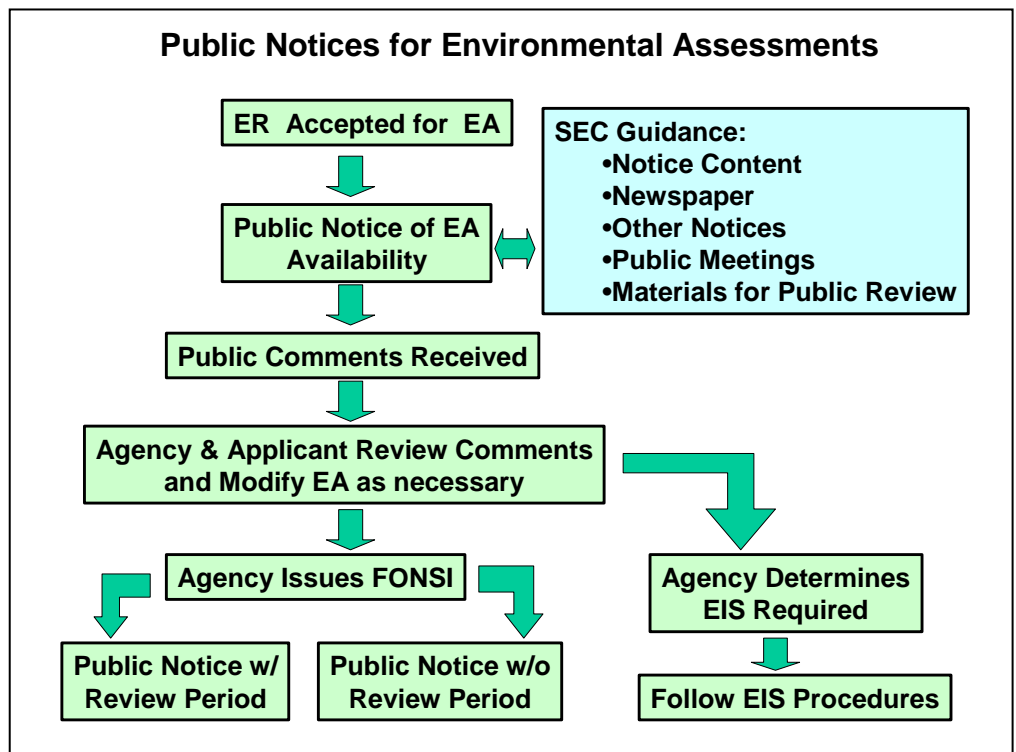 Public Notices for Environmental Assessments
ER Accepted for EA
SEC Guidance:
•Notice Content
•Newspaper
•Other Notices
•Public Meetings
•Materials for Public Review
Public Notice of EA
Availability
Public Comments Received
Agency & Applicant Review Comments
and Modify EA as necessary
Agency Issues FONSI
Agency Determines
EIS Required
Public Notice w/
Review Period
Public Notice w/o
Review Period
Follow EIS Procedures